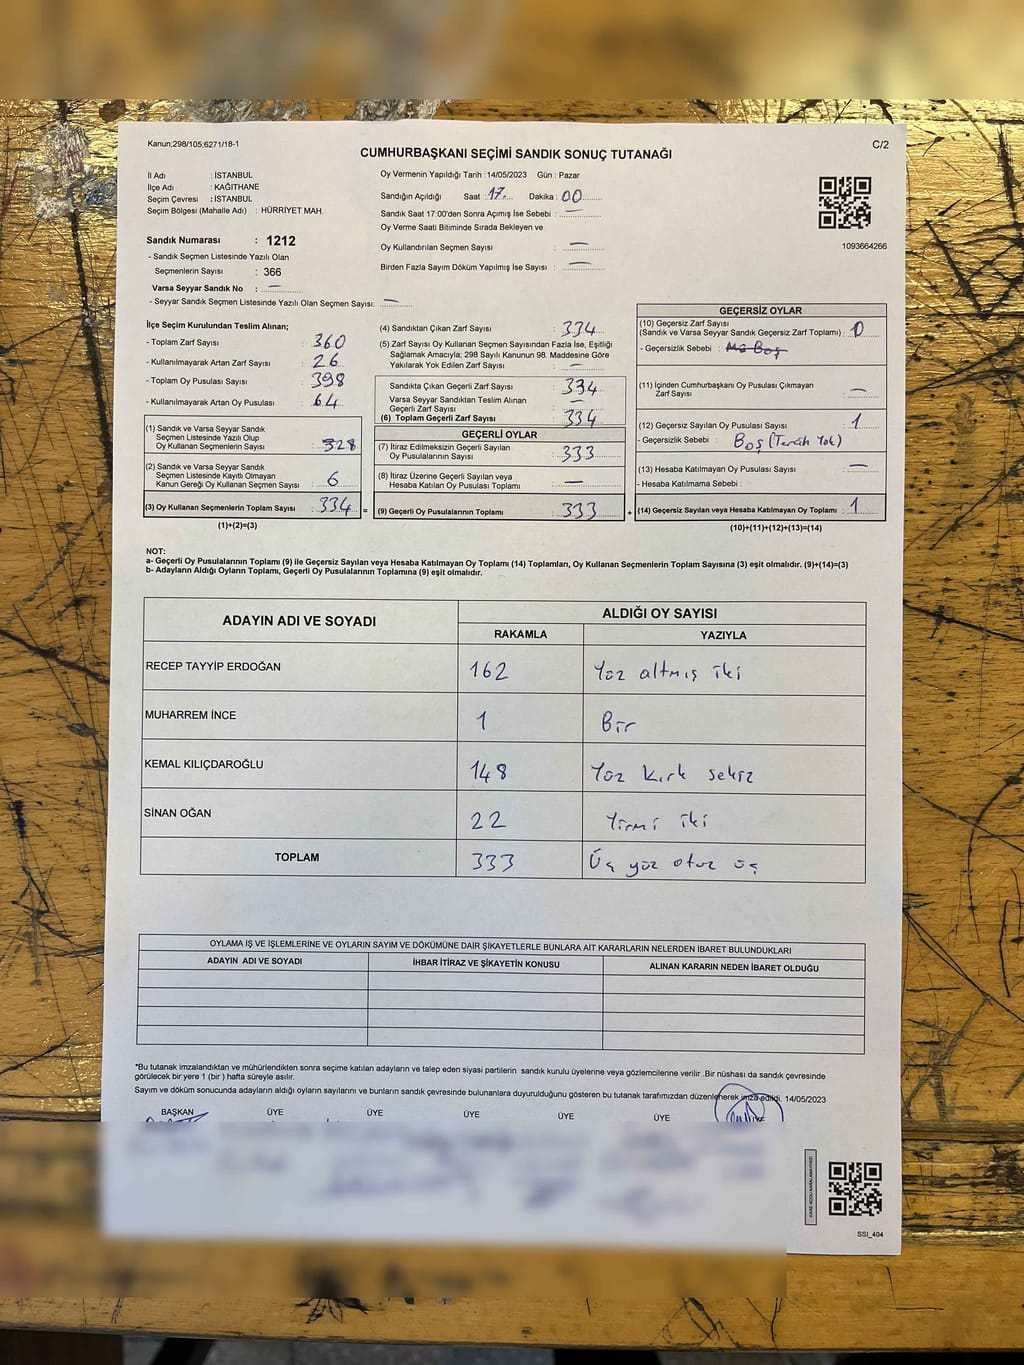 Kanun;298/105;6271/18-1
C/2
CUMHURBAŞKANI SEÇİMİ SANDIK SONUÇ TUTANAĞI
İl Adı : İSTANBUL
İlçe Adı : KAĞITHANE
Seçim Çevresi : İSTANBUL
Seçim Bölgesi (Mahalle Adı) : HÜRRİYET MAH.
Sandık Numarası : 1212
- Sandık Seçmen Listesinde Yazılı Olan
Seçmenlerin Sayısı : 366
Varsa Seyyar Sandık No : —
- Seyyar Sandık Seçmen Listesinde Yazılı Olan Seçmen Sayısı: —
Oy Vermenin Yapıldığı Tarih : 14/05/2023 Gün : Pazar
Sandığın Açıldığı Saat : 17 Dakika : 00
Sandık Saat 17:00'den Sonra Açımış İse Sebebi : —
Oy Verme Saati Bitiminde Sırada Bekleyen ve
Oy Kullandırılan Seçmen Sayısı : —
Birden Fazla Sayım Döküm Yapılmış İse Sayısı : —
1093664266
İlçe Seçim Kurulundan Teslim Alınan;
- Toplam Zarf Sayısı : 360
- Kullanılmayarak Artan Zarf Sayısı : 26
- Toplam Oy Pusulası Sayısı : 398
- Kullanılmayarak Artan Oy Pusulası : 64
(1) Sandık ve Varsa Seyyar Sandık
Seçmen Listesinde Yazılı Olup
Oy Kullanan Seçmenlerin Sayısı : 328
(2) Sandık ve Varsa Seyyar Sandık
Seçmen Listesinde Kayıtlı Olmayan
Kanun Gereği Oy Kullanan Seçmen Sayısı : 6
(3) Oy Kullanan Seçmenlerin Toplam Sayısı : 334 =
(1)+(2)=(3)
(4) Sandıktan Çıkan Zarf Sayısı : 334
(5) Zarf Sayısı Oy Kullanan Seçmen Sayısından Fazla İse, Eşitliği
Sağlamak Amacıyla; 298 Sayılı Kanunun 98. Maddesine Göre
Yakılarak Yok Edilen Zarf Sayısı : —
Sandıkta Çıkan Geçerli Zarf Sayısı : 334
Varsa Seyyar Sandıktan Teslim Alınan
Geçerli Zarf Sayısı : —
(6) Toplam Geçerli Zarf Sayısı : 334
GEÇERLİ OYLAR
(7) İtiraz Edilmeksizin Geçerli Sayılan
Oy Pusulalarının Sayısı : 333
(8) İtiraz Üzerine Geçerli Sayılan veya
Hesaba Katılan Oy Pusulası Toplamı : —
(9) Geçerli Oy Pusulalarının Toplamı : 333 +
GEÇERSİZ OYLAR
(10) Geçersiz Zarf Sayısı
(Sandık ve Varsa Seyyar Sandık Geçersiz Zarf Toplamı) : 0
- Geçersizlik Sebebi : Boş
(11) İçinden Cumhurbaşkanı Oy Pusulası Çıkmayan
Zarf Sayısı : —
(12) Geçersiz Sayılan Oy Pusulası Sayısı : 1
- Geçersizlik Sebebi : Boş (Tercih Yok)
(13) Hesaba Katılmayan Oy Pusulası Sayısı : —
- Hesaba Katılmama Sebebi :
(14) Geçersiz Sayılan veya Hesaba Katılmayan Oy Toplamı : 1
(10)+(11)+(12)+(13)=(14)
NOT:
a- Geçerli Oy Pusulalarının Toplamı (9) ile Geçersiz Sayılan veya Hesaba Katılmayan Oy Toplamı (14) Toplamları, Oy Kullanan Seçmenlerin Toplam Sayısına (3) eşit olmalıdır. (9)+(14)=(3)
b- Adayların Aldığı Oyların Toplamı, Geçerli Oy Pusulalarının Toplamına (9) eşit olmalıdır.
ADAYIN ADI VE SOYADI ALDIĞI OY SAYISI
RAKAMLA YAZIYLA
RECEP TAYYİP ERDOĞAN 162 Yüz altmış iki
MUHARREM İNCE 1 Bir
KEMAL KILIÇDAROĞLU 148 Yüz kırk sekiz
SİNAN OĞAN 22 Yirmi iki
TOPLAM 333 Üç yüz otuz üç
OYLAMA İŞ VE İŞLEMLERİNE VE OYLARIN SAYIM VE DÖKÜMÜNE DAİR ŞİKAYETLERLE BUNLARA AİT KARARLARIN NELERDEN İBARET BULUNDUKLARI
ADAYIN ADI VE SOYADI İHBAR İTİRAZ VE ŞİKAYETİN KONUSU ALINAN KARARIN NEDEN İBARET OLDUĞU
*Bu tutanak imzalandıktan ve mühürlendikten sonra seçime katılan adayların ve talep eden siyasi partilerin sandık kurulu üyelerine veya gözlemcilerine verilir .Bir nüshası da sandık çevresinde
görülecek bir yere 1 (bir ) hafta süreyle asılır.
Sayım ve döküm sonucunda adayların aldığı oyların sayılarını ve bunların sandık çevresinde bulunanlara duyurulduğunu gösteren bu tutanak tarafımızdan düzenlenerek imza edildi. 14/05/2023
BAŞKAN ÜYE ÜYE ÜYE ÜYE ÜYE
SSI_404